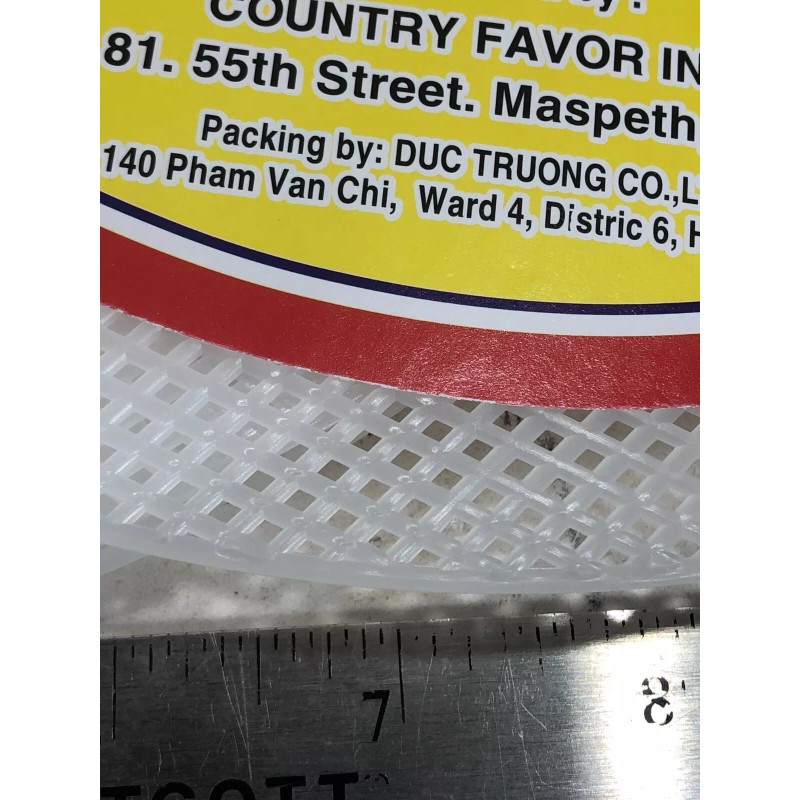 by:
COUNTRY FAVOR IN
81. 55th Street. Maspeth,
Packing by: DUC TRUONG CO.,L
140 Pham Van Chi, Ward 4, Distric 6, H
7 8